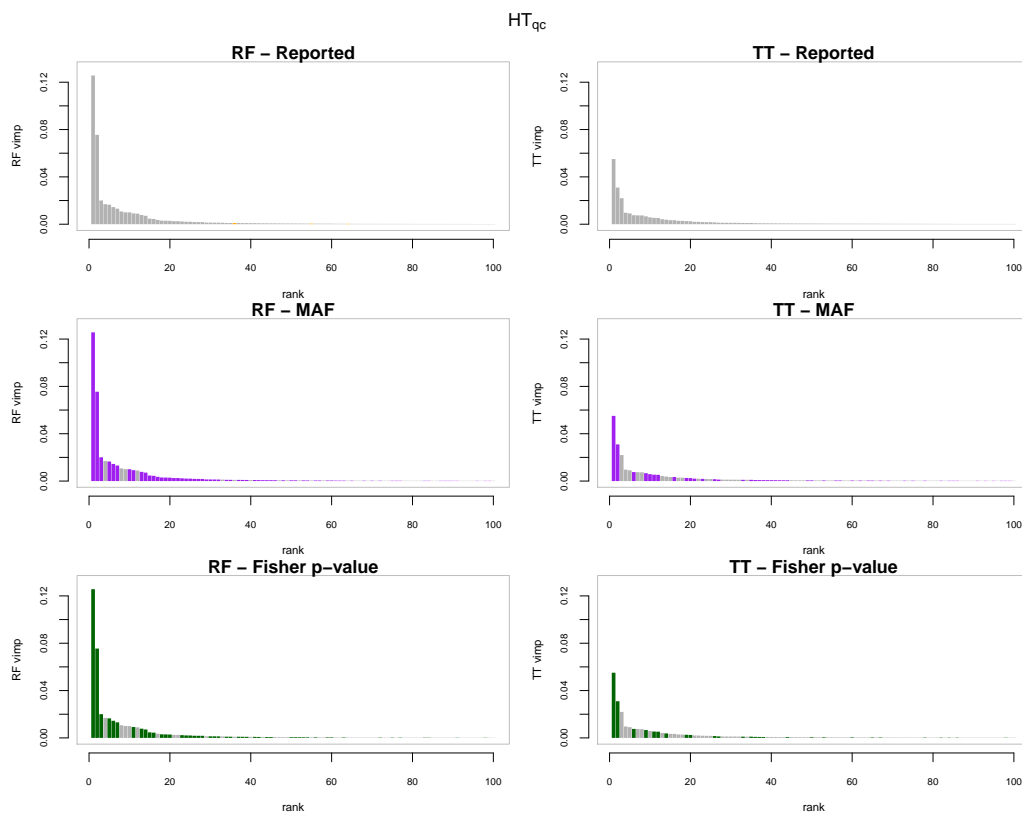 HTqc
RF – Reported
RF vimp
0.00 0.04 0.08 0.12
0 20 40 60 80 100
rank
TT – Reported
TT vimp
0.00 0.04 0.08 0.12
0 20 40 60 80 100
rank
RF – MAF
RF vimp
0.00 0.04 0.08 0.12
0 20 40 60 80 100
rank
TT – MAF
TT vimp
0.00 0.04 0.08 0.12
0 20 40 60 80 100
rank
RF – Fisher p−value
RF vimp
0.00 0.04 0.08 0.12
0 20 40 60 80 100
rank
TT – Fisher p−value
TT vimp
0.00 0.04 0.08 0.12
0 20 40 60 80 100
rank